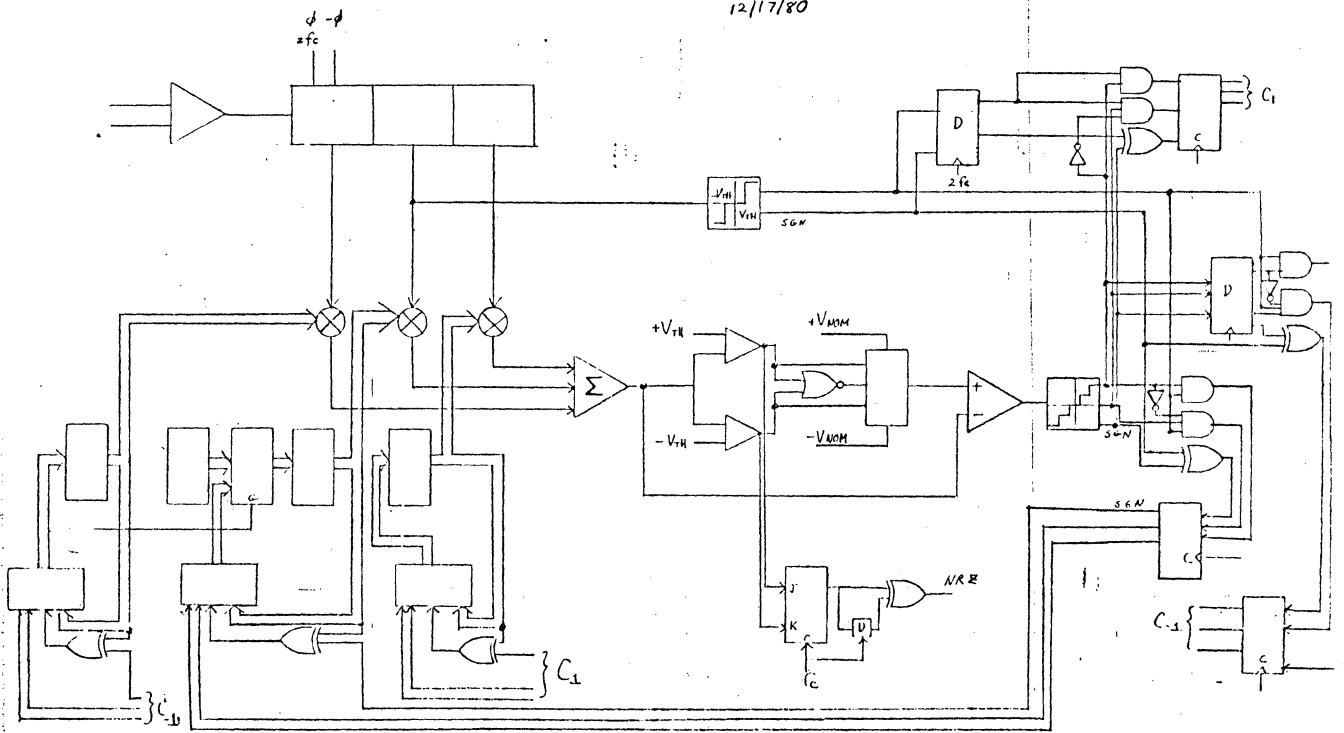 12/17/80
ϕ -ϕ
2fc
D
C
C1
2fc
-VTH
VTH
SGN
D
+VTH
+VNOM
Σ
+
-
-VTH
-VNOM
SGN
C
SGN
C
J
K
C
D
NRZ
fc
C-1
C
C1
C-1